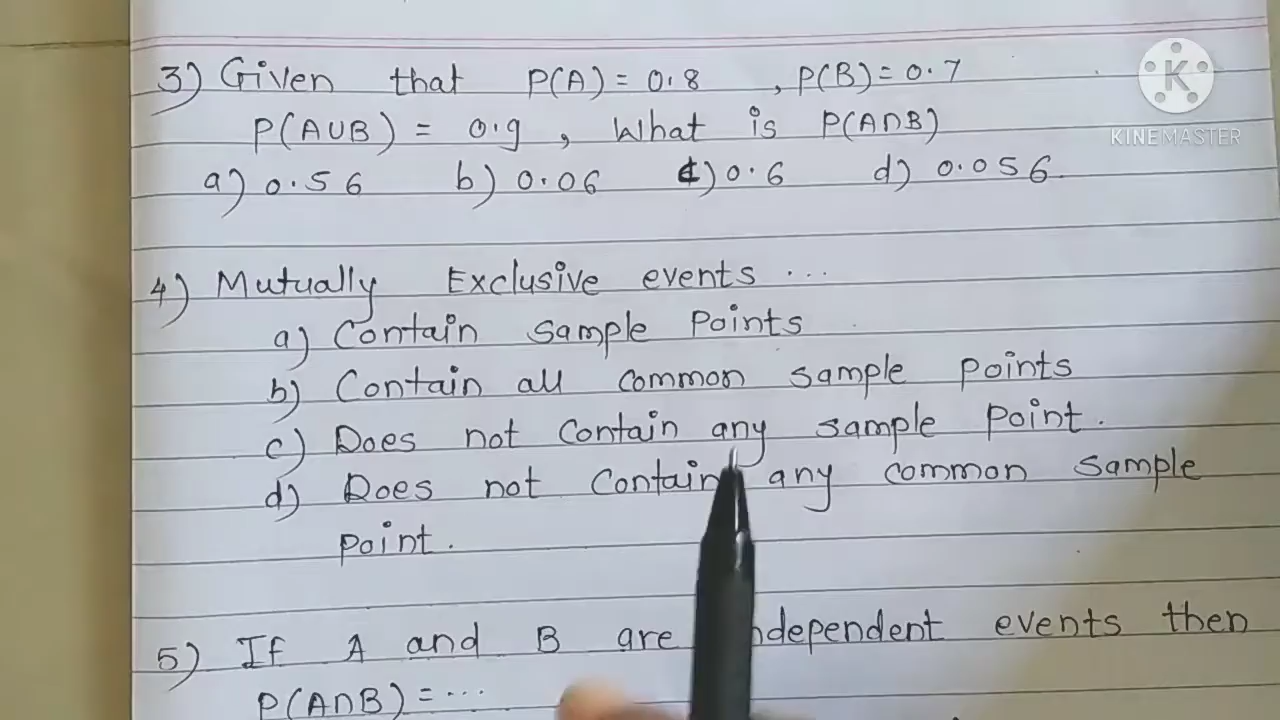 3) Given that P(A) = 0.8 , P(B) = 0.7
P(A∪B) = 0.9 , What is P(A∩B)
a) 0.56 b) 0.06 c) 0.6 d) 0.056
4) Mutually Exclusive events ...
a) Contain sample points
b) Contain all common sample points
c) Does not contain any sample point.
d) Does not contain any common sample
point.
5) If A and B are independent events then
P(A∩B) = ...
K
KINEMASTER